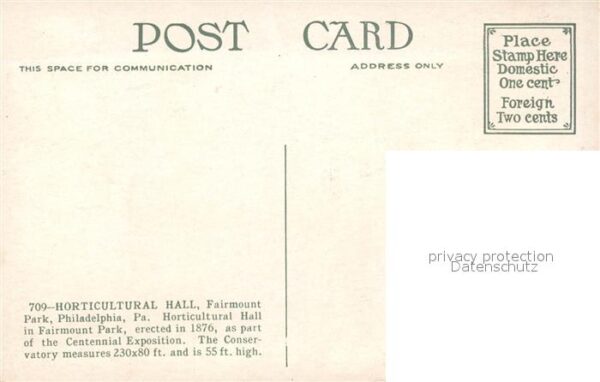 POST CARD
THIS SPACE FOR COMMUNICATION
ADDRESS ONLY
Place
Stamp Here
Domestic
One cent
Foreign
Two cents
privacy protection
Datenschutz
709—HORTICULTURAL HALL, Fairmount
Park, Philadelphia, Pa. Horticultural Hall
in Fairmount Park, erected in 1876, as part
of the Centennial Exposition. The Conser-
vatory measures 230x80 ft. and is 55 ft. high.